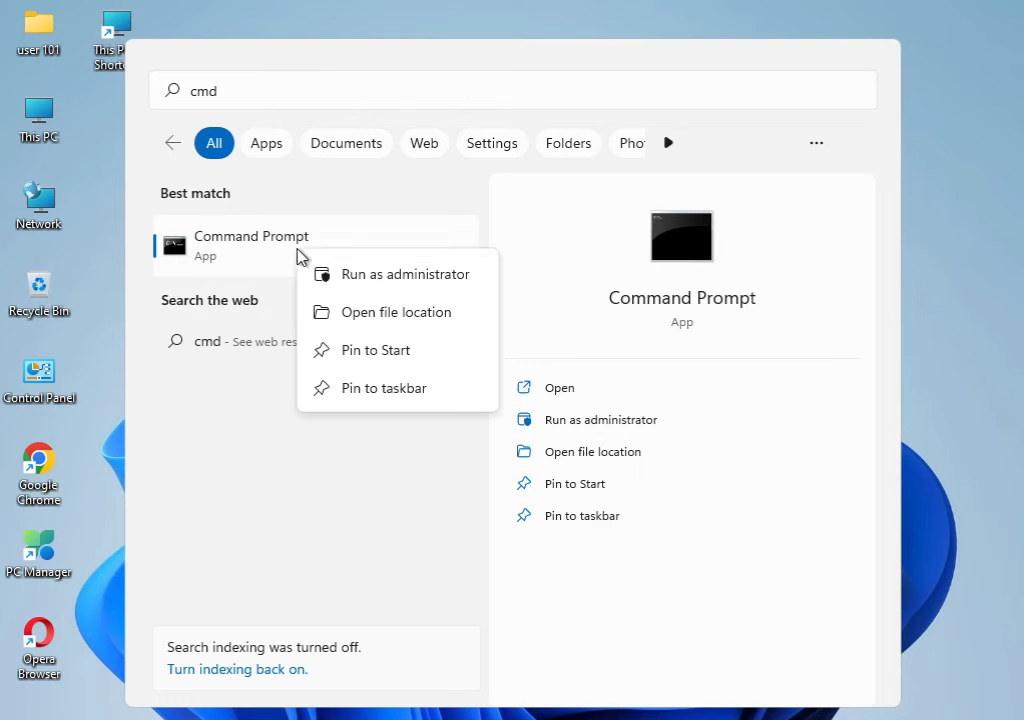 user 101
This P
Shorto
This PC
Network
Recycle Bin
Control Panel
Google
Chrome
PC Manager
Opera
Browser
cmd
All
Apps
Documents
Web
Settings
Folders
Pho
Best match
Command Prompt
App
Search the web
cmd - See web res
Run as administrator
Open file location
Pin to Start
Pin to taskbar
Command Prompt
App
Open
Run as administrator
Open file location
Pin to Start
Pin to taskbar
Search indexing was turned off.
Turn indexing back on.